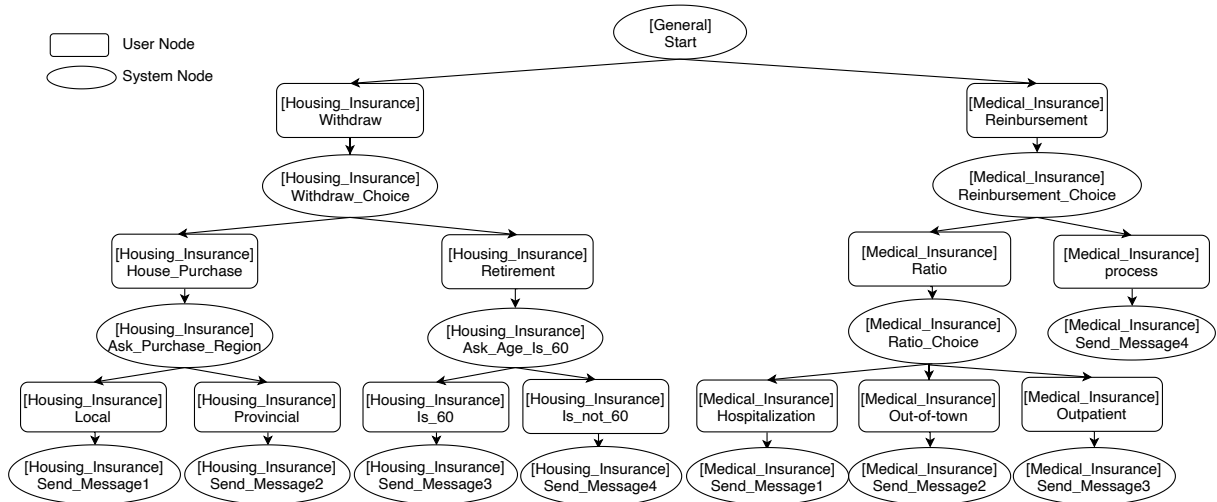 [General]
Start
User Node
System Node
[Housing_Insurance]
Withdraw
[Medical_Insurance]
Reinbursement
[Housing_Insurance]
Withdraw_Choice
[Medical_Insurance]
Reinbursement_Choice
[Housing_Insurance]
House_Purchase
[Housing_Insurance]
Retirement
[Medical_Insurance]
Ratio
[Medical_Insurance]
process
[Housing_Insurance]
Ask_Purchase_Region
[Housing_Insurance]
Ask_Age_Is_60
[Medical_Insurance]
Ratio_Choice
[Medical_Insurance]
Send_Message4
[Housing_Insurance]
Local
[Housing_Insurance]
Provincial
[Housing_Insurance]
Is_60
[Housing_Insurance]
Is_not_60
[Medical_Insurance]
Hospitalization
[Medical_Insurance]
Out-of-town
[Medical_Insurance]
Outpatient
[Housing_Insurance]
Send_Message1
[Housing_Insurance]
Send_Message2
[Housing_Insurance]
Send_Message3
[Housing_Insurance]
Send_Message4
[Medical_Insurance]
Send_Message1
[Medical_Insurance]
Send_Message2
[Medical_Insurance]
Send_Message3